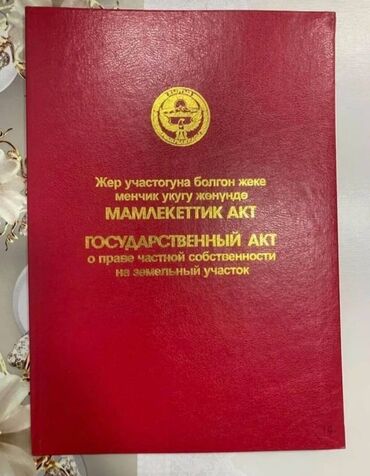 Жер участогуна болгон жеке
менчик укугу жөнүндө
МАМЛЕКЕТТИК АКТ
ГОСУДАРСТВЕННЫЙ АКТ
о праве частной собственности
на земельный участок